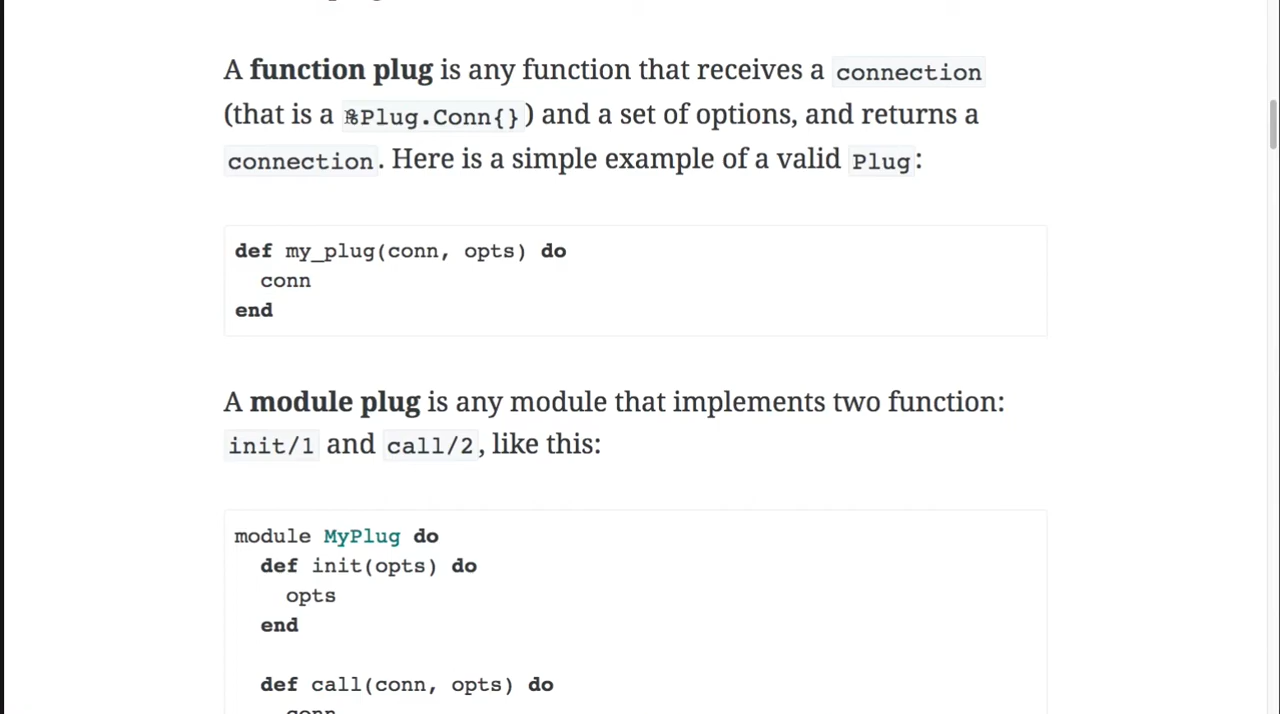 A function plug is any function that receives a connection
(that is a %Plug.Conn{}) and a set of options, and returns a
connection. Here is a simple example of a valid Plug:
def my_plug(conn, opts) do
  conn
end
A module plug is any module that implements two function:
init/1 and call/2, like this:
module MyPlug do
  def init(opts) do
    opts
  end
  def call(conn, opts) do
    conn